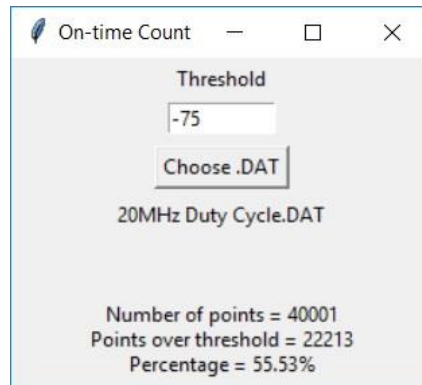 On-time Count
Threshold
-75
Choose .DAT
20MHz Duty Cycle.DAT
Number of points = 40001
Points over threshold = 22213
Percentage = 55.53%